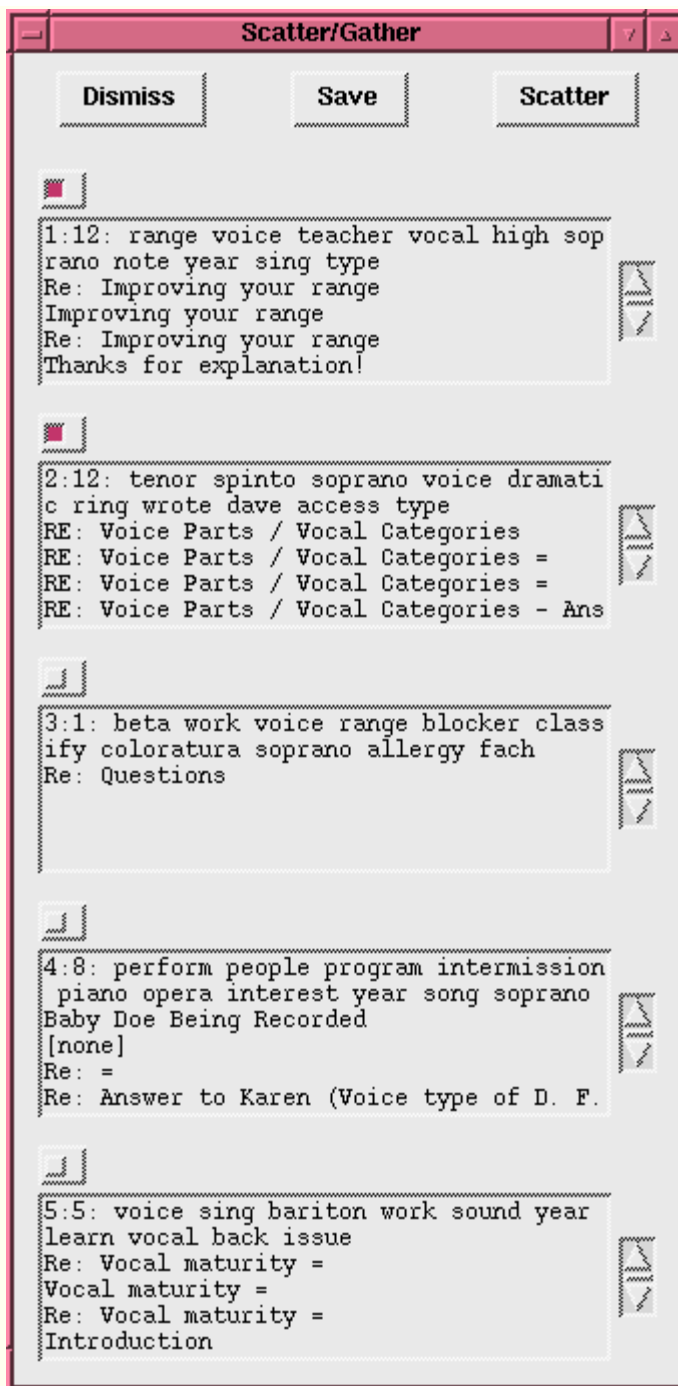 Scatter/Gather
Dismiss Save Scatter
1:12: range voice teacher vocal high sop
rano note year sing type
Re: Improving your range
Improving your range
Re: Improving your range
Thanks for explanation!
2:12: tenor spinto soprano voice dramati
c ring wrote dave access type
RE: Voice Parts / Vocal Categories
RE: Voice Parts / Vocal Categories =
RE: Voice Parts / Vocal Categories =
RE: Voice Parts / Vocal Categories - Ans
3:1: beta work voice range blocker class
ify coloratura soprano allergy fach
Re: Questions
4:8: perform people program intermission
piano opera interest year song soprano
Baby Doe Being Recorded
[none]
Re: =
Re: Answer to Karen (Voice type of D. F.
5:5: voice sing bariton work sound year
learn vocal back issue
Re: Vocal maturity =
Vocal maturity =
Re: Vocal maturity =
Introduction